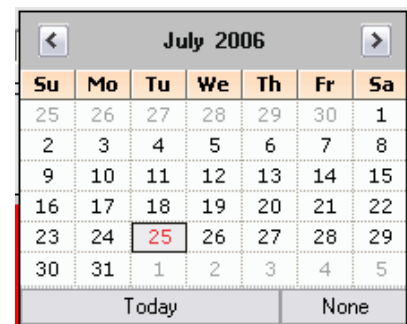 July 2006
Su Mo Tu We Th Fr Sa
25 26 27 28 29 30 1
2 3 4 5 6 7 8
9 10 11 12 13 14 15
16 17 18 19 20 21 22
23 24 25 26 27 28 29
30 31 1 2 3 4 5
Today None